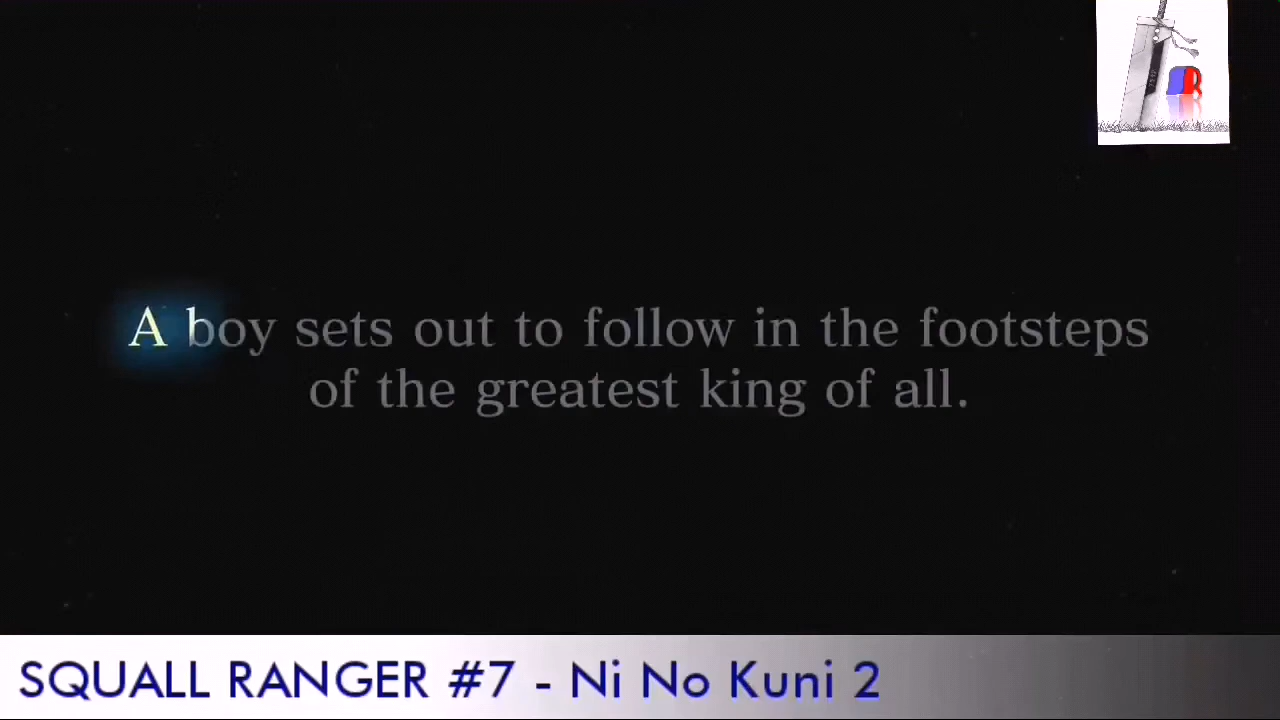 A boy sets out to follow in the footsteps
of the greatest king of all.
SQUALL RANGER #7 - Ni No Kuni 2